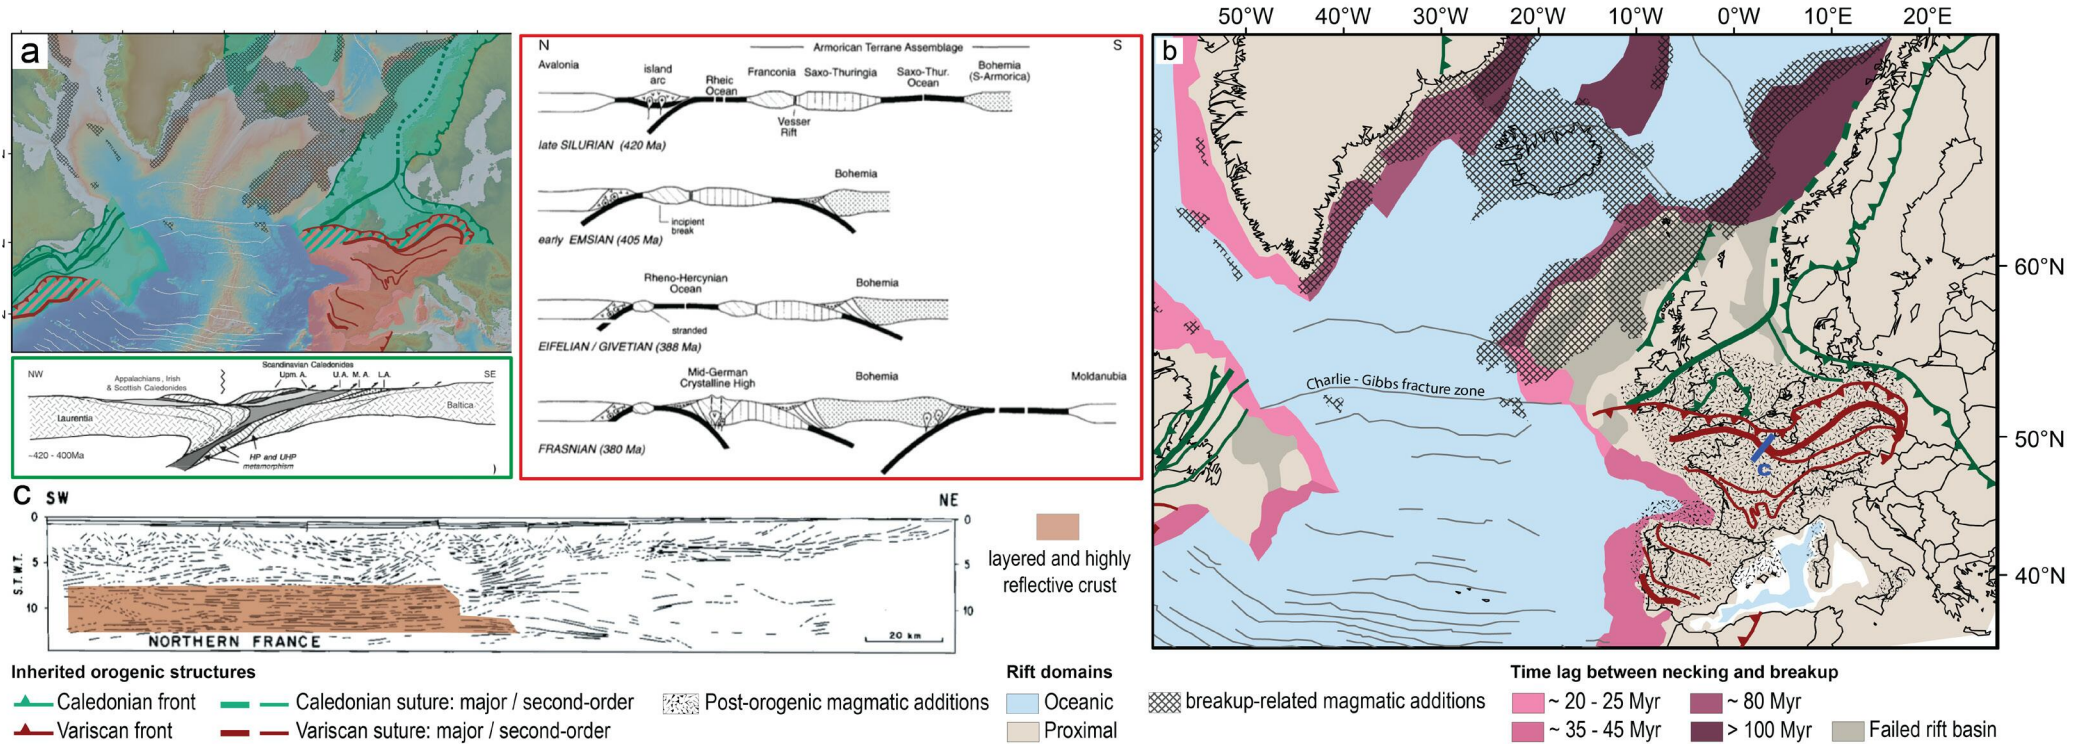 a
NW
SE
Scandinavian Caledonides
Appalachians, Irish
& Scottish Caledonides
Upm. A. U.A. M. A. L.A.
Laurentia
Baltica
~420 - 400Ma
HP and UHP
metamorphism
)
N
S
Armorican Terrane Assemblage
Avalonia
island
arc
Rheic
Ocean
Franconia
Saxo-Thuringia
Saxo-Thur.
Ocean
Bohemia
(S-Armorica)
Vesser
Rift
late SILURIAN (420 Ma)
Bohemia
incipient
break
early EMSIAN (405 Ma)
Rheno-Hercynian
Ocean
Bohemia
stranded
EIFELIAN / GIVETIAN (388 Ma)
Mid-German
Crystalline High
Bohemia
Moldanubia
FRASNIAN (380 Ma)
50°W 40°W 30°W 20°W 10°W 0°W 10°E 20°E
b
60°N
50°N
40°N
Charlie - Gibbs fracture zone
c
c SW
NE
0
5
10
S.T.W.T.
0
5
10
NORTHERN FRANCE
20 km
layered and highly
reflective crust
Inherited orogenic structures
Caledonian front
Caledonian suture: major / second-order
Variscan front
Variscan suture: major / second-order
Post-orogenic magmatic additions
Rift domains
Oceanic
Proximal
breakup-related magmatic additions
Time lag between necking and breakup
~ 20 - 25 Myr
~ 80 Myr
~ 35 - 45 Myr
> 100 Myr
Failed rift basin